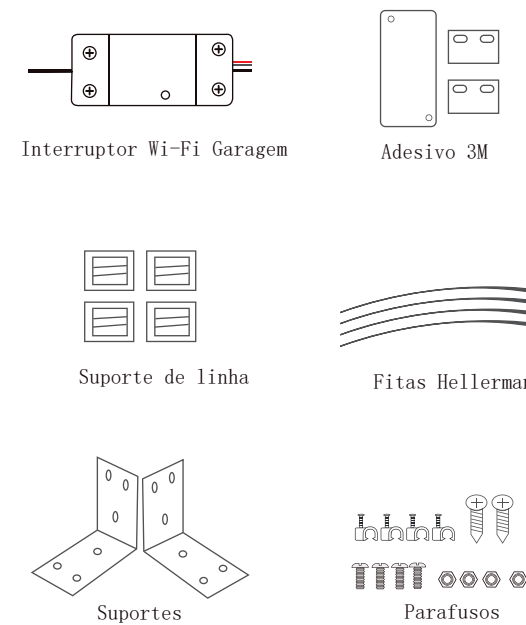 Interruptor Wi-Fi Garagem
Adesivo 3M
Suporte de linha
Fitas Hellerman
Suportes
Parafusos